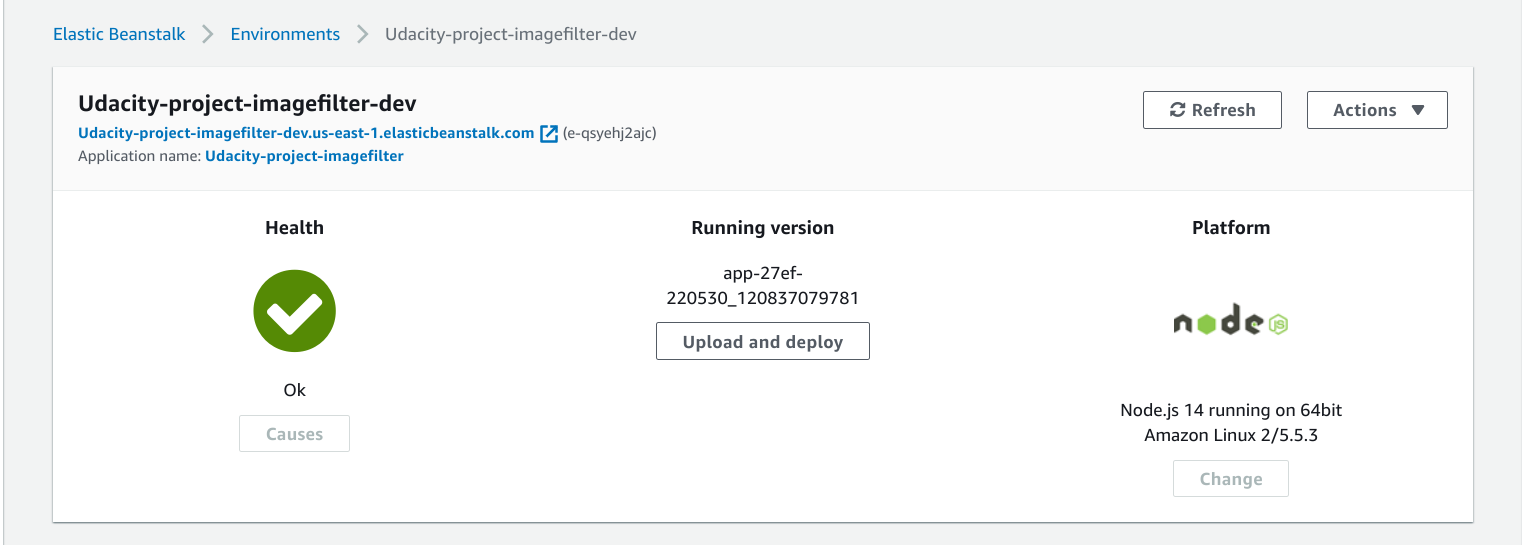 Elastic Beanstalk > Environments > Udacity-project-imagefilter-dev
Udacity-project-imagefilter-dev
Refresh
Actions
Udacity-project-imagefilter-dev.us-east-1.elasticbeanstalk.com (e-qsyehj2ajc)
Application name: Udacity-project-imagefilter
Health
Running version
Platform
app-27ef-
220530_120837079781
Upload and deploy
node
JS
Ok
Causes
Node.js 14 running on 64bit
Amazon Linux 2/5.5.3
Change